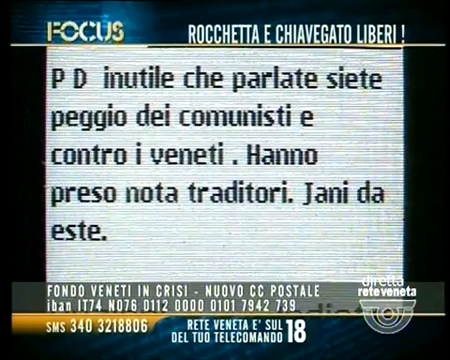 FOCUS
ROCCHETTA E CHIAVEGATO LIBERI !
P D inutile che parlate siete
peggio dei comunisti e
contro i veneti . Hanno
preso nota traditori. Jani da
este.
diretta
reteveneta
FONDO VENETI IN CRISI - NUOVO CC POSTALE
iban IT74 N076 0112 0000 0101 7942 739
SMS 340 3218806
RETE VENETA E' SUL
DEL TUO TELECOMANDO
18